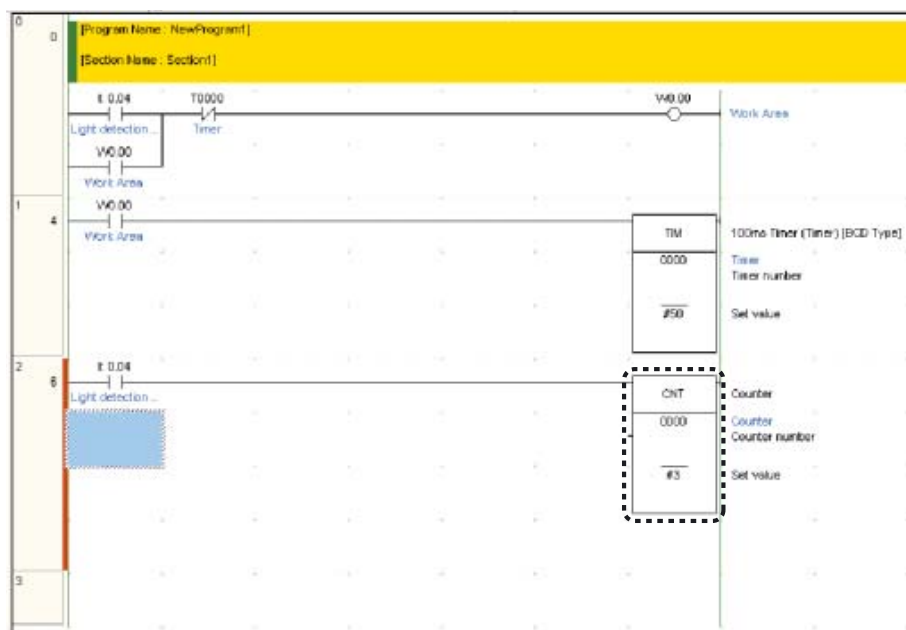 0
0
[Program Name : NewProgram1]
[Section Name : Section1]
I: 0.04
T0000
W0.00
Work Area
Light detection ...
Timer
W0.00
Work Area
1
4
W0.00
Work Area
TIM
100ms Timer (Timer) [BCD Type]
0000
Timer
Timer number
#50
Set value
2
6
I: 0.04
Light detection ...
CNT
Counter
0000
Counter
Counter number
#3
Set value
3